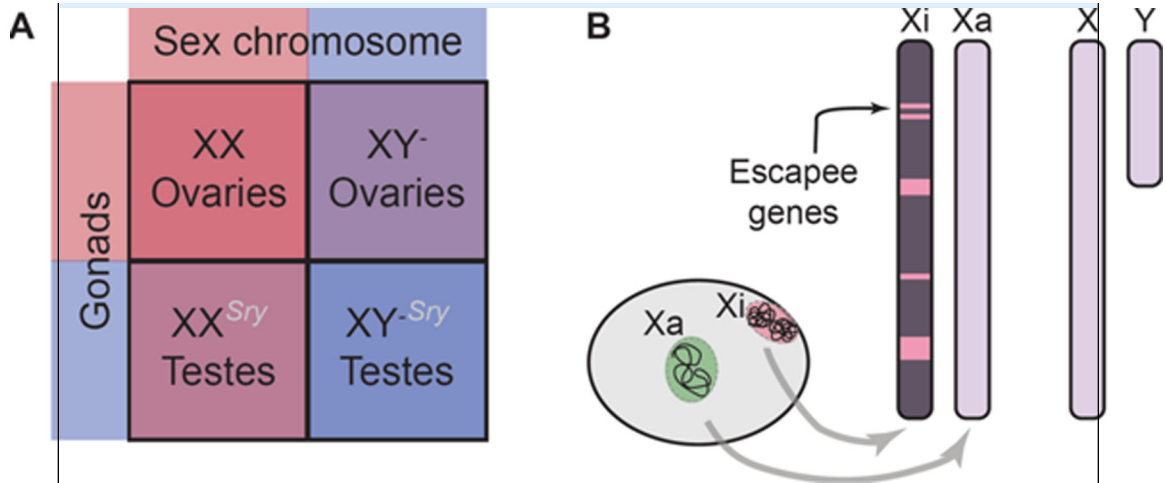 A
Sex chromosome
Gonads
XX
Ovaries
XY-
Ovaries
XXSry
Testes
XY-Sry
Testes
B
Xi Xa X Y
Escapee
genes
Xa
Xi